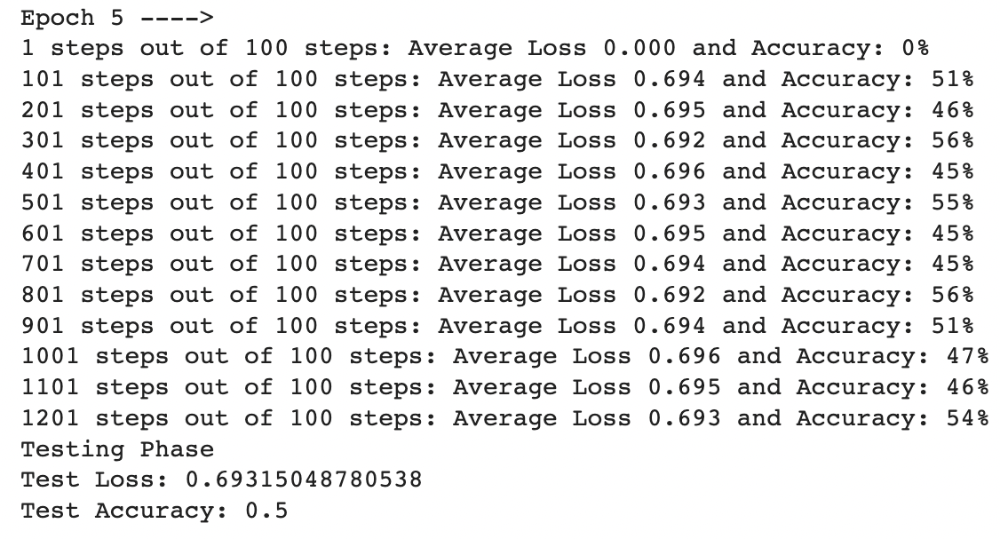 Epoch 5 ---->
1 steps out of 100 steps: Average Loss 0.000 and Accuracy: 0%
101 steps out of 100 steps: Average Loss 0.694 and Accuracy: 51%
201 steps out of 100 steps: Average Loss 0.695 and Accuracy: 46%
301 steps out of 100 steps: Average Loss 0.692 and Accuracy: 56%
401 steps out of 100 steps: Average Loss 0.696 and Accuracy: 45%
501 steps out of 100 steps: Average Loss 0.693 and Accuracy: 55%
601 steps out of 100 steps: Average Loss 0.695 and Accuracy: 45%
701 steps out of 100 steps: Average Loss 0.694 and Accuracy: 45%
801 steps out of 100 steps: Average Loss 0.692 and Accuracy: 56%
901 steps out of 100 steps: Average Loss 0.694 and Accuracy: 51%
1001 steps out of 100 steps: Average Loss 0.696 and Accuracy: 47%
1101 steps out of 100 steps: Average Loss 0.695 and Accuracy: 46%
1201 steps out of 100 steps: Average Loss 0.693 and Accuracy: 54%
Testing Phase
Test Loss: 0.69315048780538
Test Accuracy: 0.5